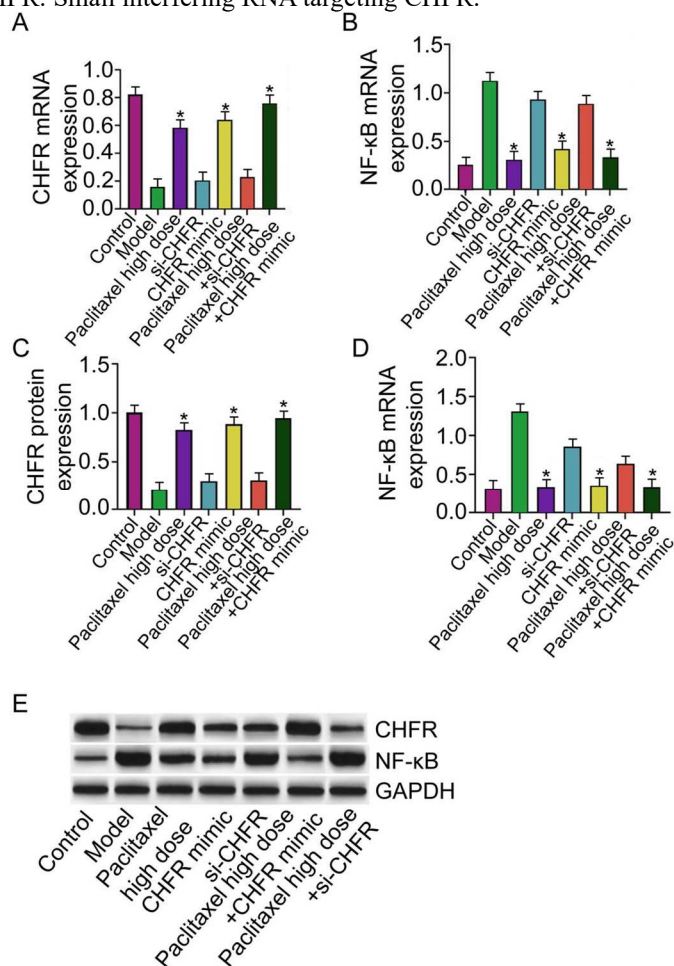 HFR: Small interfering RNA targeting CHFR.
A
CHFR mRNA
expression
1.0
0.8
0.6
0.4
0.2
0.0
*
*
*
Control
Model
Paclitaxel high dose
si-CHFR
CHFR mimic
Paclitaxel high dose
+si-CHFR
Paclitaxel high dose
+CHFR mimic
B
NF-κB mRNA
expression
1.5
1.0
0.5
0.0
*
*
*
Control
Model
Paclitaxel high dose
si-CHFR
CHFR mimic
Paclitaxel high dose
+si-CHFR
Paclitaxel high dose
+CHFR mimic
C
CHFR protein
expression
1.5
1.0
0.5
0.0
*
*
*
Control
Model
Paclitaxel high dose
si-CHFR
CHFR mimic
Paclitaxel high dose
+si-CHFR
Paclitaxel high dose
+CHFR mimic
D
NF-κB mRNA
expression
2.0
1.5
1.0
0.5
0.0
*
*
*
Control
Model
Paclitaxel high dose
si-CHFR
CHFR mimic
Paclitaxel high dose
+si-CHFR
Paclitaxel high dose
+CHFR mimic
E
CHFR
NF-κB
GAPDH
Control
Model
Paclitaxel
high dose
CHFR mimic
si-CHFR
Paclitaxel high dose
+CHFR mimic
Paclitaxel high dose
+si-CHFR